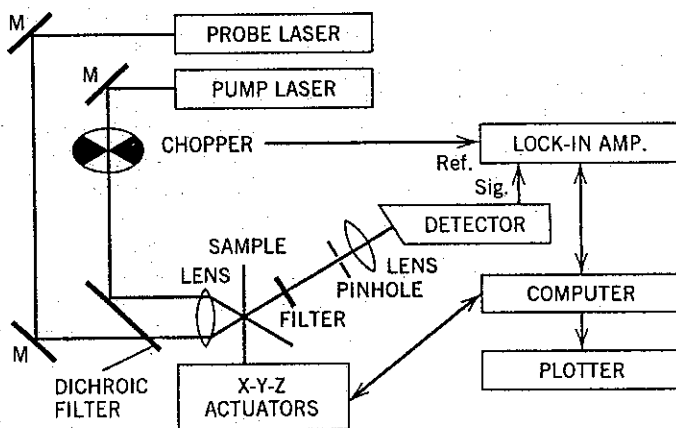 M
PROBE LASER
M
PUMP LASER
CHOPPER
LOCK-IN AMP.
Ref.
Sig.
DETECTOR
SAMPLE
LENS
LENS
PINHOLE
FILTER
COMPUTER
M
DICHROIC
FILTER
X-Y-Z
ACTUATORS
PLOTTER